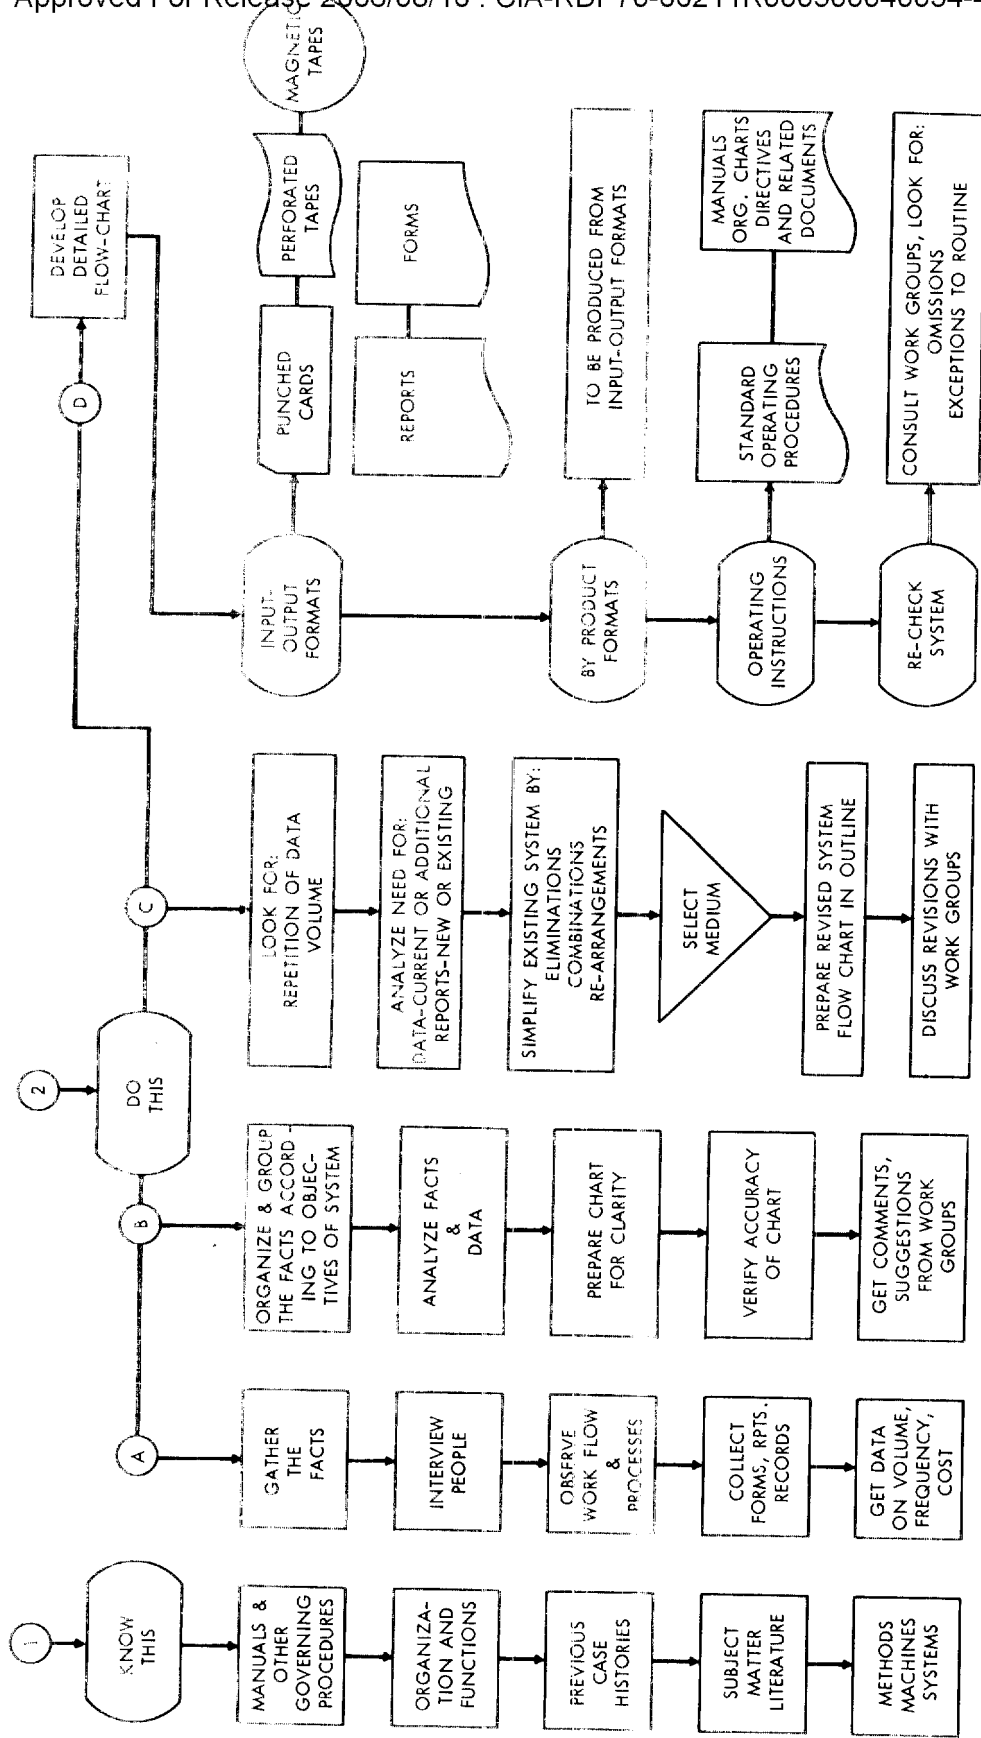 Approved For Release 2003/08/18 : CIA-RDP70-00211R000500040034-4
1
KNOW
THIS
MANUALS &
OTHER
GOVERNING
PROCEDURES
ORGANIZA-
TION AND
FUNCTIONS
PREVIOUS
CASE
HISTORIES
SUBJECT
MATTER
LITERATURE
METHODS
MACHINES
SYSTEMS
2
DO
THIS
A
GATHER
THE
FACTS
INTERVIEW
PEOPLE
OBSERVE
WORK FLOW
&
PROCESSES
COLLECT
FORMS, RPTS.
RECORDS
GET DATA
ON VOLUME,
FREQUENCY,
COST
B
ORGANIZE & GROUP
THE FACTS ACCORD-
ING TO OBJEC-
TIVES OF SYSTEM
ANALYZE FACTS
&
DATA
PREPARE CHART
FOR CLARITY
VERIFY ACCURACY
OF CHART
GET COMMENTS,
SUGGESTIONS
FROM WORK
GROUPS
C
LOOK FOR:
REPETITION OF DATA
VOLUME
ANALYZE NEED FOR:
DATA-CURRENT OR ADDITIONAL
REPORTS-NEW OR EXISTING
SIMPLIFY EXISTING SYSTEM BY:
ELIMINATIONS
COMBINATIONS
RE-ARRANGEMENTS
SELECT
MEDIUM
PREPARE REVISED SYSTEM
FLOW CHART IN OUTLINE
DISCUSS REVISIONS WITH
WORK GROUPS
D
DEVELOP
DETAILED
FLOW-CHART
INPUT-
OUTPUT
FORMATS
PUNCHED
CARDS
PERFORATED
TAPES
MAGNETIC
TAPES
REPORTS
FORMS
BY PRODUCT
FORMATS
TO BE PRODUCED FROM
INPUT-OUTPUT FORMATS
OPERATING
INSTRUCTIONS
STANDARD
OPERATING
PROCEDURES
MANUALS
ORG. CHARTS
DIRECTIVES
AND RELATED
DOCUMENTS
RE-CHECK
SYSTEM
CONSULT WORK GROUPS, LOOK FOR:
OMISSIONS
EXCEPTIONS TO ROUTINE